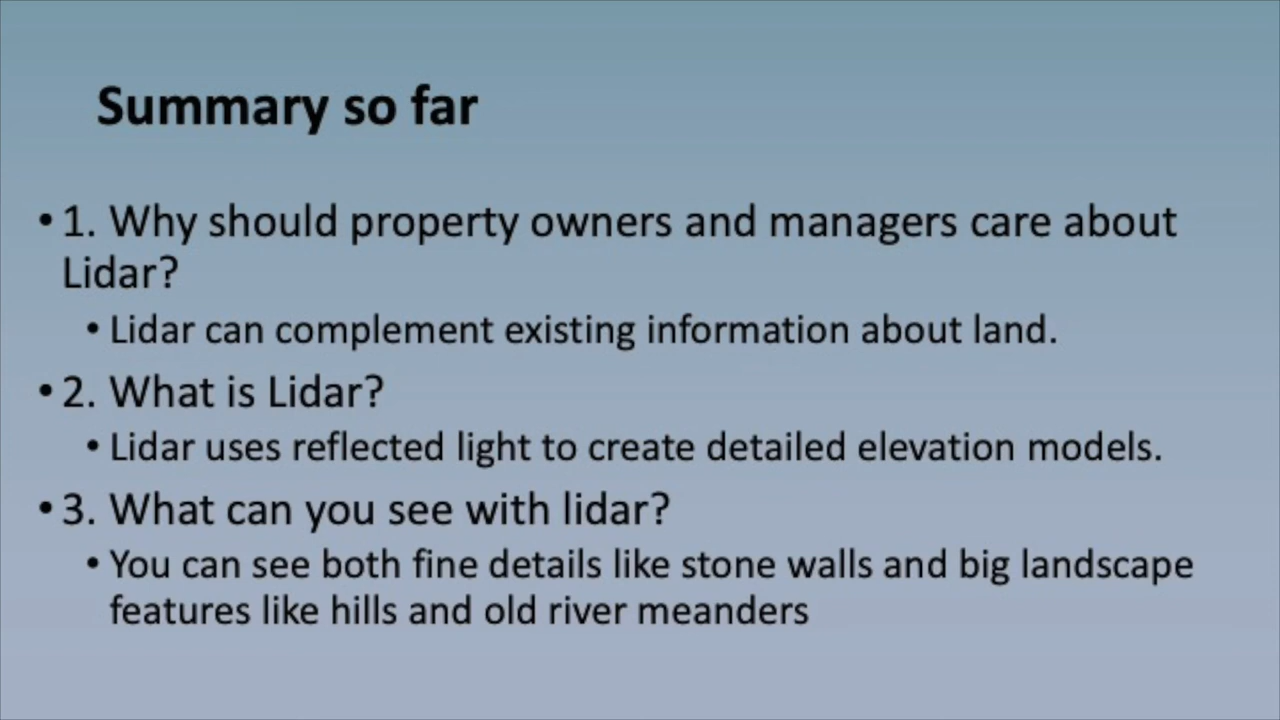 Summary so far
• 1. Why should property owners and managers care about
Lidar?
• Lidar can complement existing information about land.
• 2. What is Lidar?
• Lidar uses reflected light to create detailed elevation models.
• 3. What can you see with lidar?
• You can see both fine details like stone walls and big landscape
features like hills and old river meanders